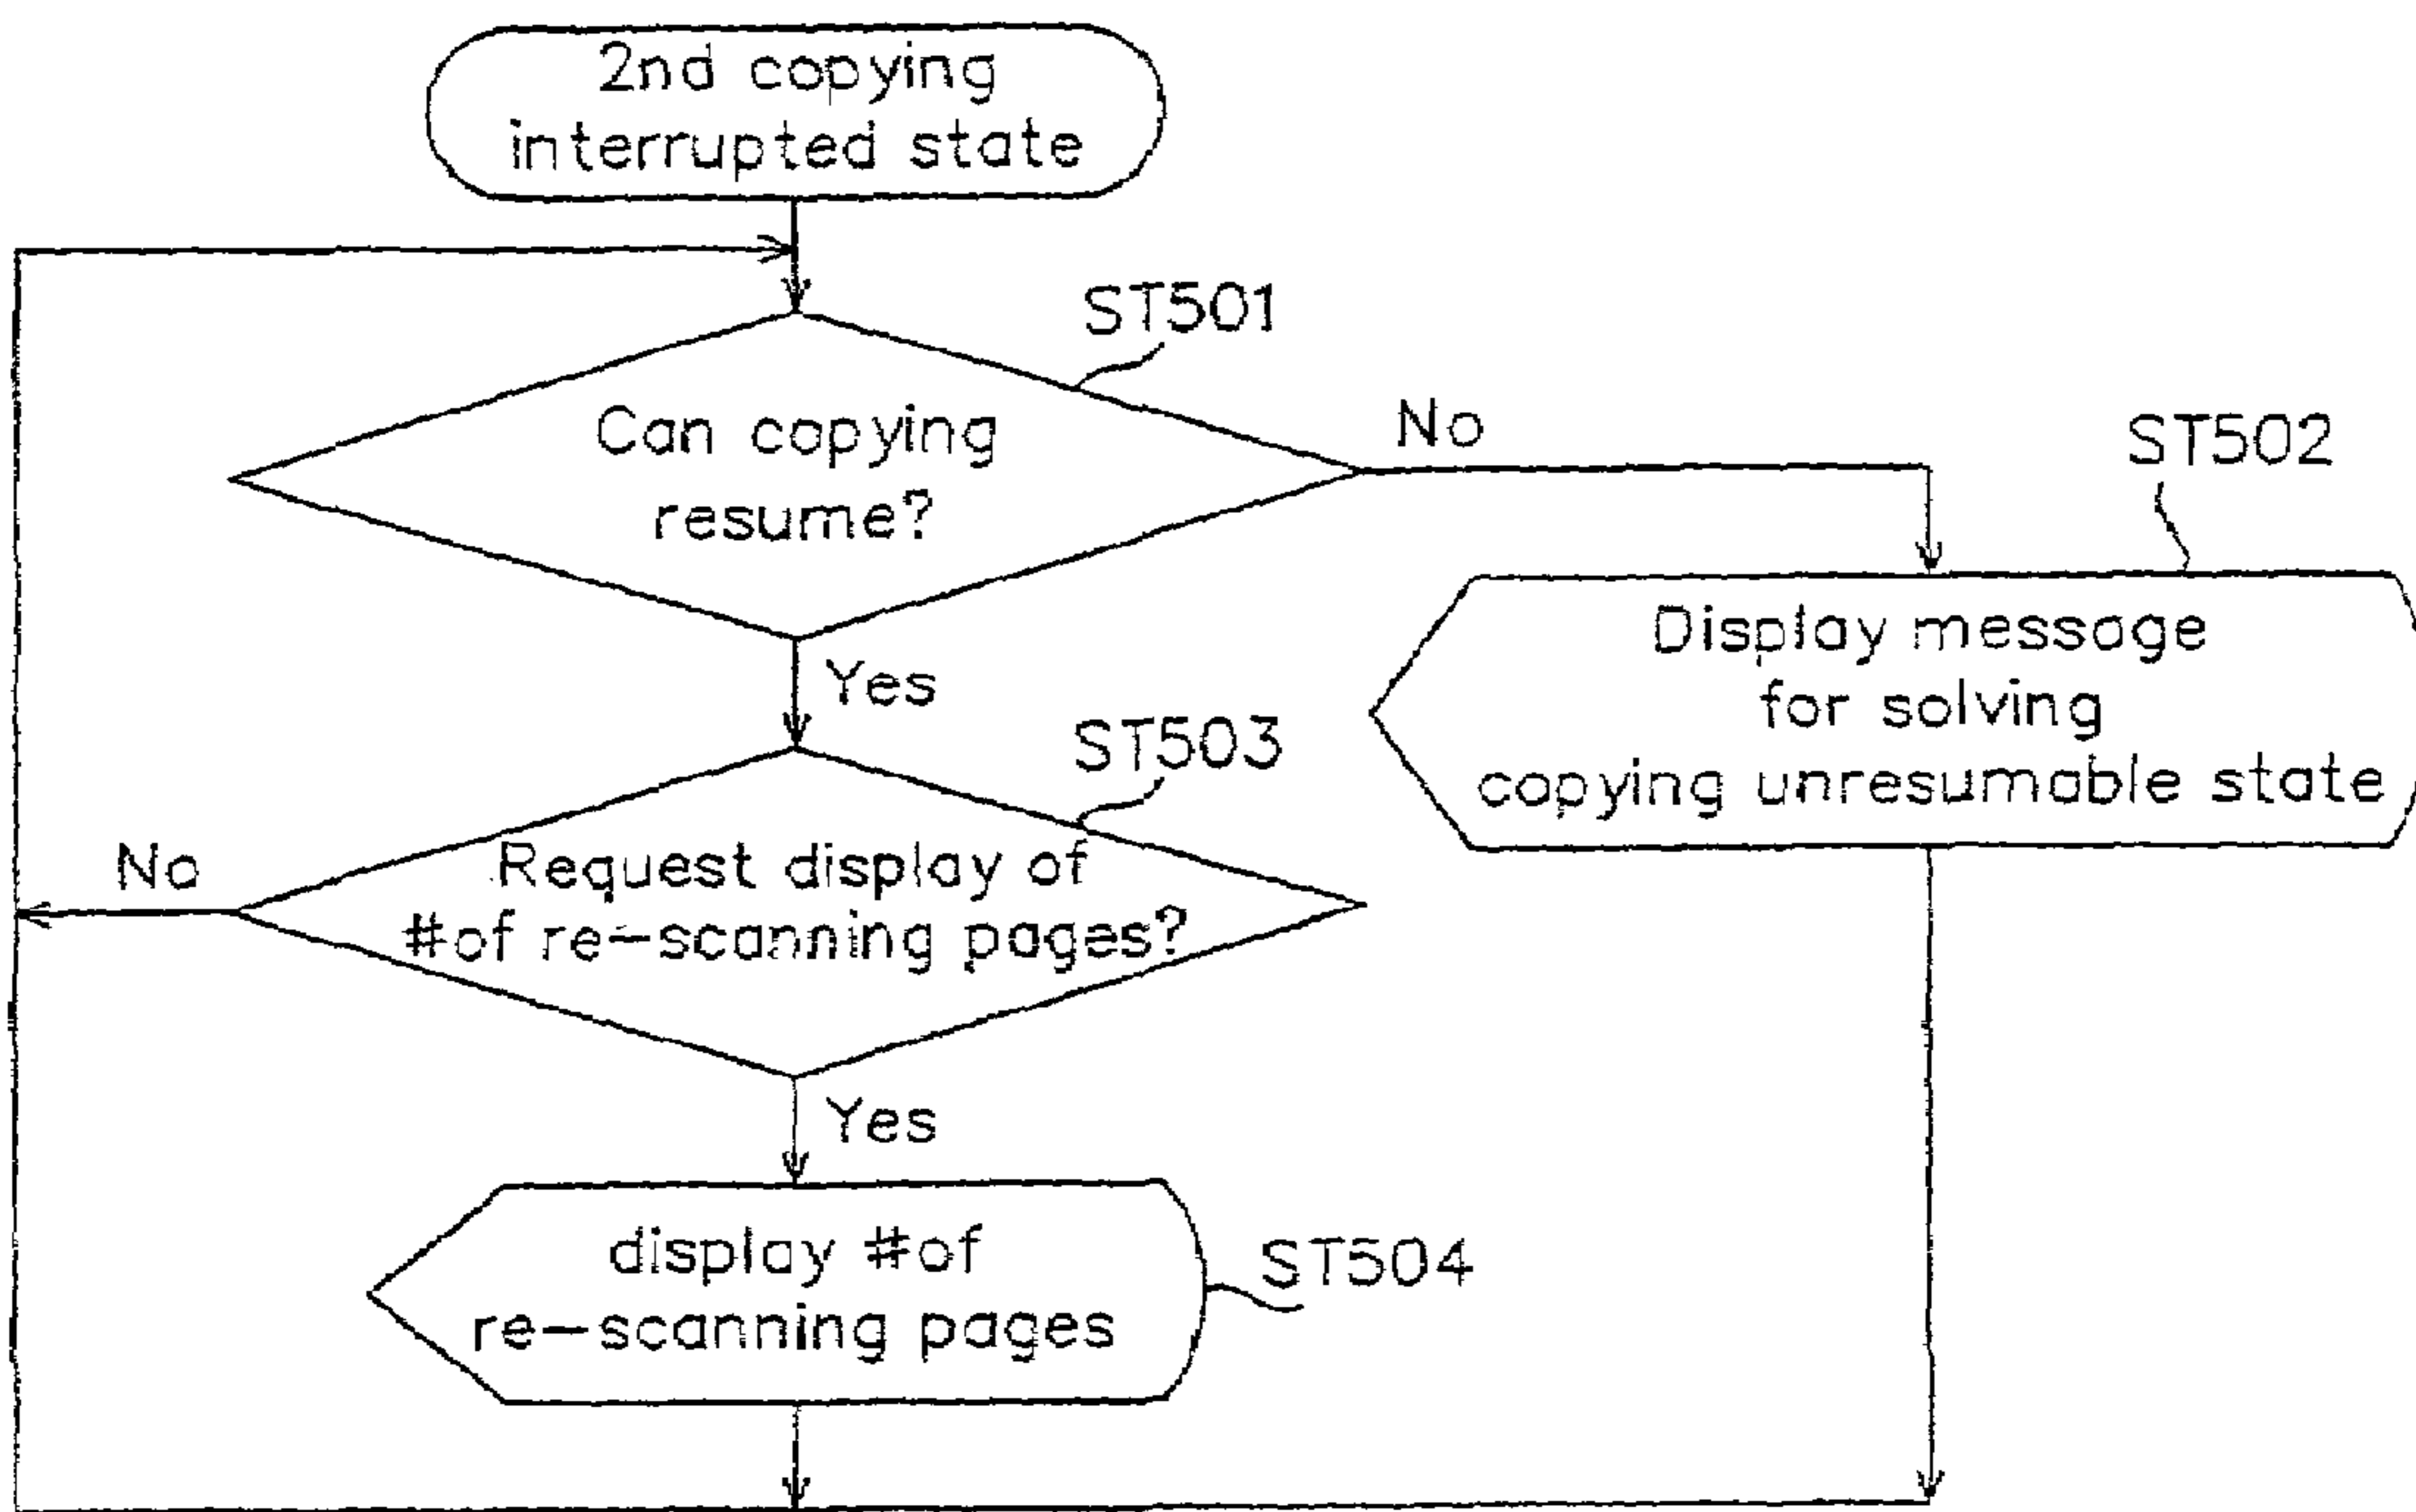 2nd copying
interrupted state
ST501
Can copying
resume?
No
ST502
Display message
for solving
copying unresumable state
Yes
ST503
Request display of
#of re-scanning pages?
No
Yes
display #of
re-scanning pages
ST504